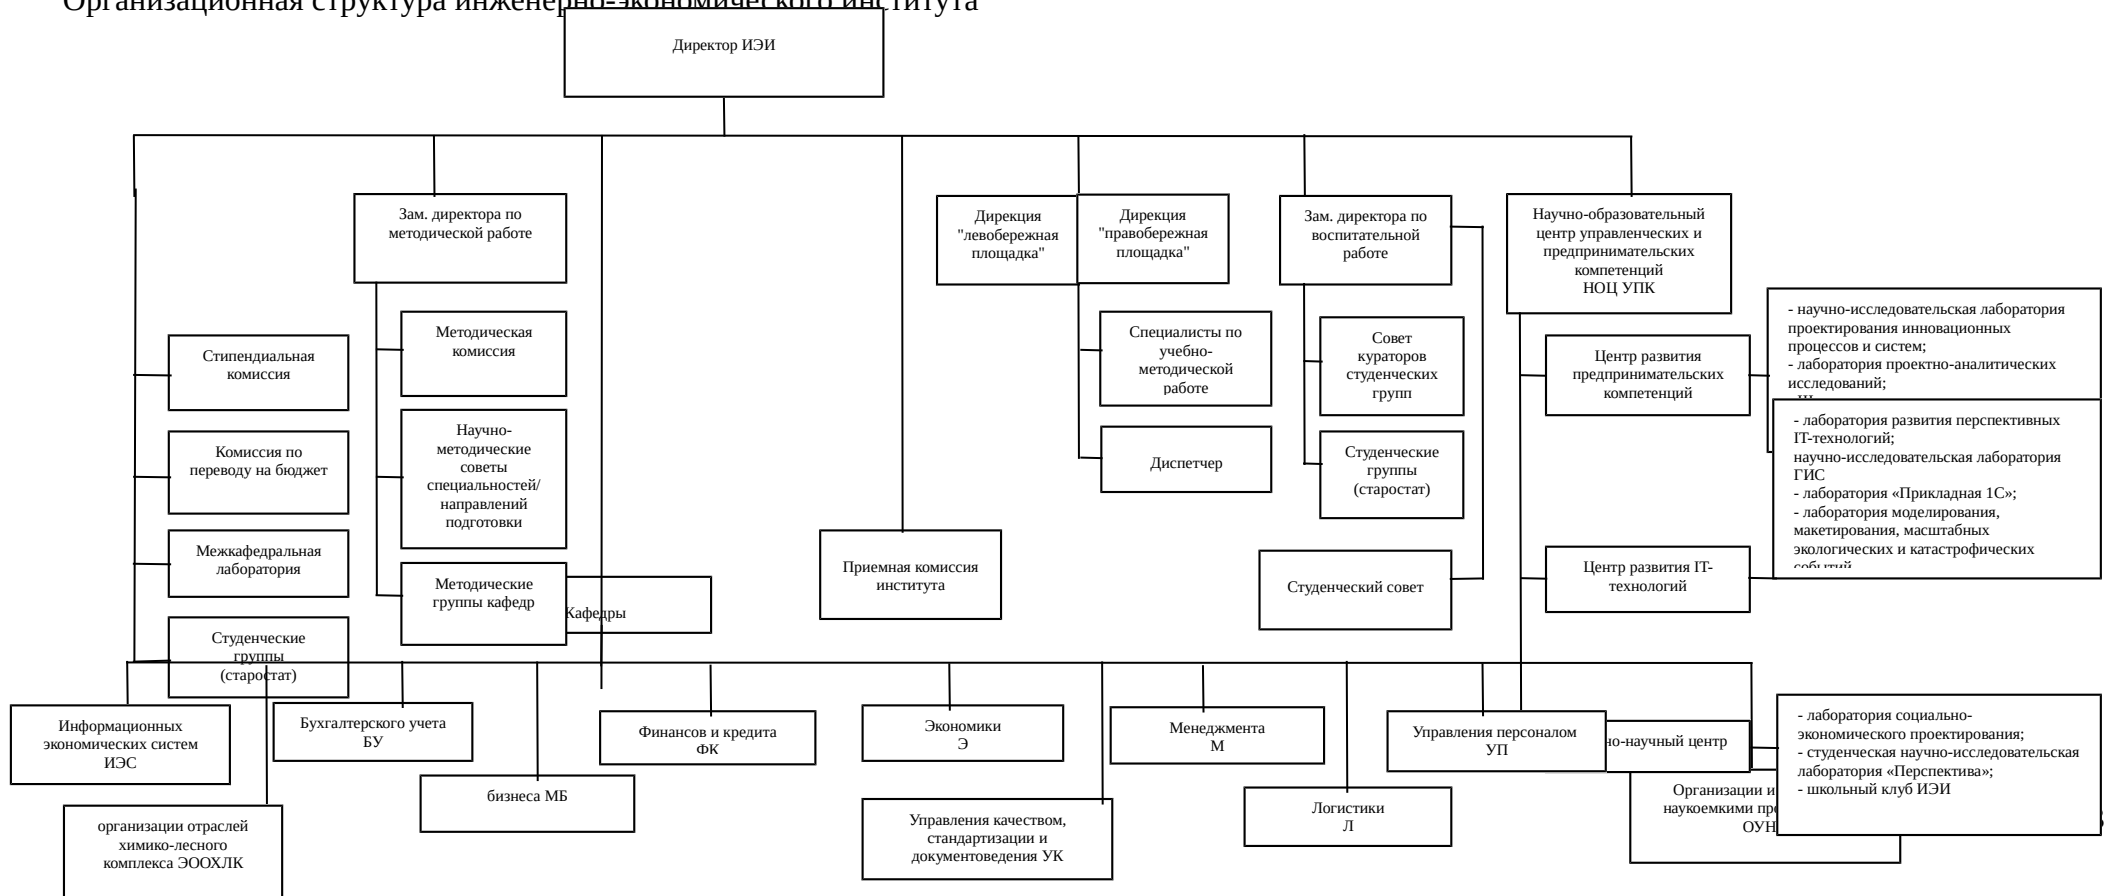 Организационная структура инженерно-экономического института
Директор ИЭИ
Зам. директора по
методической работе
Дирекция
"левобережная
площадка"
Дирекция
"правобережная
площадка"
Зам. директора по
воспитательной
работе
Научно-образовательный
центр управленческих и
предпринимательских
компетенций
НОЦ УПК
Стипендиальная
комиссия
Комиссия по
переводу на бюджет
Межкафедральная
лаборатория
Студенческие
группы
(старостат)
Методическая
комиссия
Научно-
методические
советы
специальностей/
направлений
подготовки
Методические
группы кафедр
Кафедры
Приемная комиссия
института
Специалисты по
учебно-
методической
работе
Диспетчер
Совет
кураторов
студенческих
групп
Студенческие
группы
(старостат)
Студенческий совет
Центр развития
предпринимательских
компетенций
- научно-исследовательская лаборатория
проектирования инновационных
процессов и систем;
- лаборатория проектно-аналитических
исследований;
- лаборатория развития перспективных
IT-технологий;
научно-исследовательская лаборатория
ГИС
- лаборатория «Прикладная 1С»;
- лаборатория моделирования,
макетирования, масштабных
экологических и катастрофических
событий
Центр развития IT-
технологий
Информационных
экономических систем
ИЭС
организации отраслей
химико-лесного
комплекса ЭООХЛК
Бухгалтерского учета
БУ
бизнеса МБ
Финансов и кредита
ФК
Экономики
Э
Управления качеством,
стандартизации и
документоведения УК
Менеджмента
М
Логистики
Л
Управления персоналом
УП
но-научный центр
Организации и
наукоемкими
ОУН
- лаборатория социально-
экономического проектирования;
- студенческая научно-исследовательская
лаборатория «Перспектива»;
- школьный клуб ИЭИ